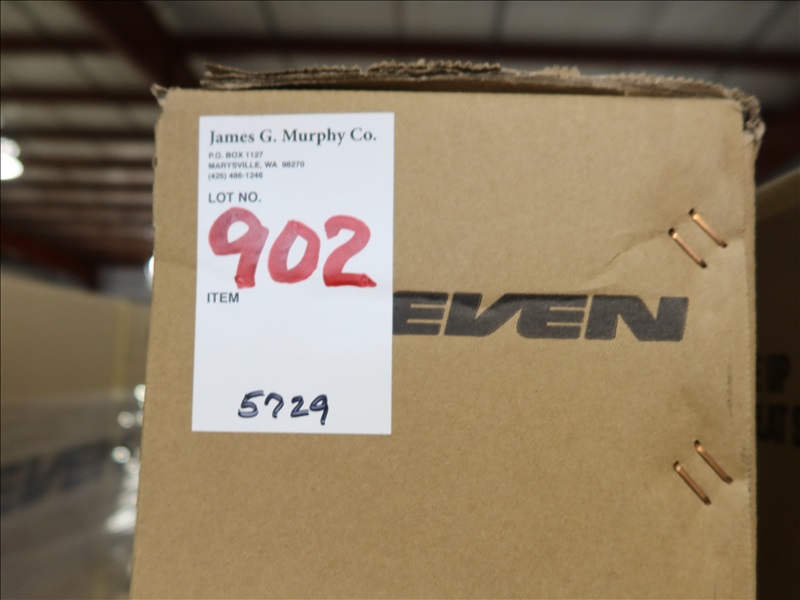 James G. Murphy Co.
P.O. BOX 1127
MARYSVILLE, WA 98270
(425) 486-1246
LOT NO.
902
ITEM
EVEN
5729